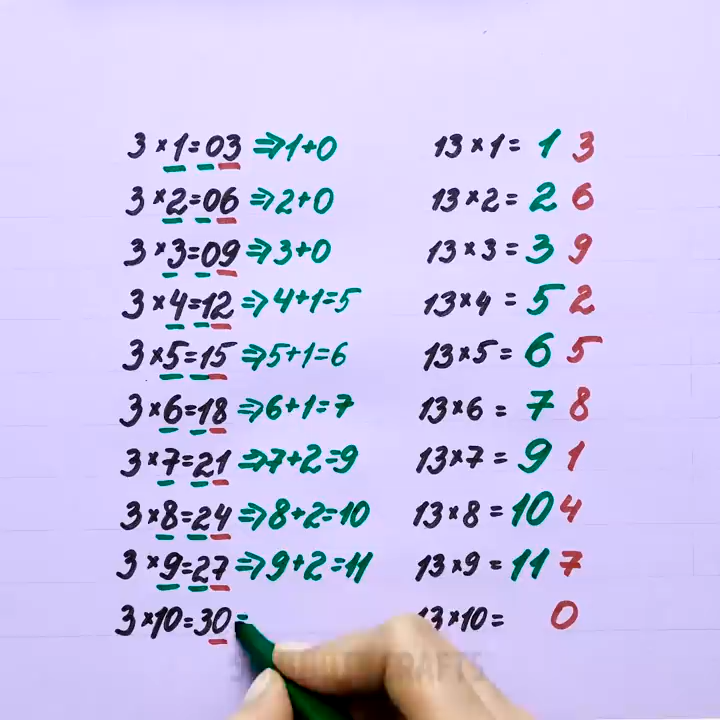 3 × 1 = 03 ⇒ 1+0 13 × 1 = 1 3
3 × 2 = 06 ⇒ 2+0 13 × 2 = 2 6
3 × 3 = 09 ⇒ 3+0 13 × 3 = 3 9
3 × 4 = 12 ⇒ 4+1=5 13 × 4 = 5 2
3 × 5 = 15 ⇒ 5+1=6 13 × 5 = 6 5
3 × 6 = 18 ⇒ 6+1=7 13 × 6 = 7 8
3 × 7 = 21 ⇒ 7+2=9 13 × 7 = 9 1
3 × 8 = 24 ⇒ 8+2=10 13 × 8 = 10 4
3 × 9 = 27 ⇒ 9+2=11 13 × 9 = 11 7
3 × 10 = 30 = 13 × 10 = 0